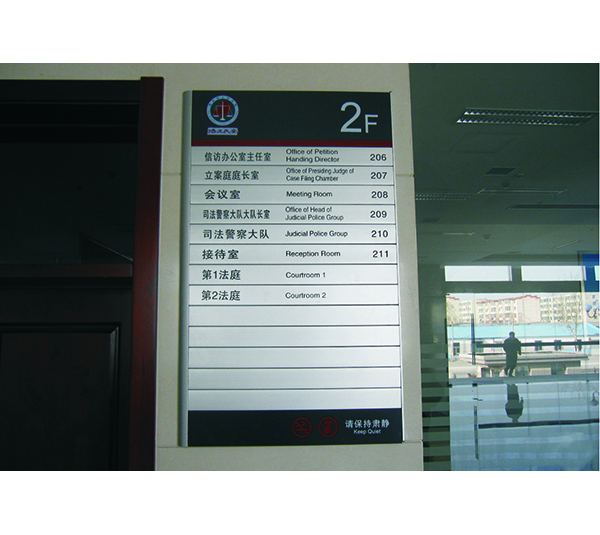 2F
信访办公室主任室 Office of Petition Handing Director 206
立案庭庭长室 Office of Presiding Judge of Case Filing Chamber 207
会议室 Meeting Room 208
司法警察大队大队长室 Office of Head of Judicial Police Group 209
司法警察大队 Judicial Police Group 210
接待室 Reception Room 211
第1法庭 Courtroom 1
第2法庭 Courtroom 2
请保持肃静
Keep Quiet